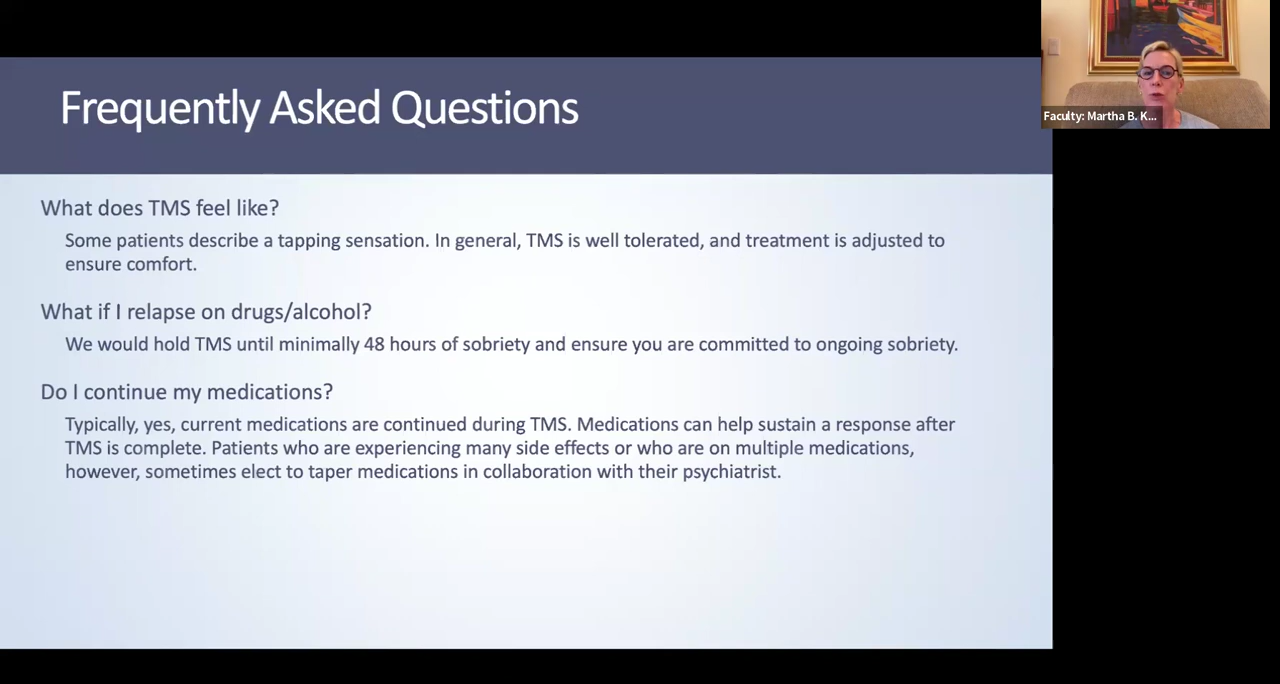 Frequently Asked Questions
Faculty: Martha B. K...
What does TMS feel like?
Some patients describe a tapping sensation. In general, TMS is well tolerated, and treatment is adjusted to
ensure comfort.
What if I relapse on drugs/alcohol?
We would hold TMS until minimally 48 hours of sobriety and ensure you are committed to ongoing sobriety.
Do I continue my medications?
Typically, yes, current medications are continued during TMS. Medications can help sustain a response after
TMS is complete. Patients who are experiencing many side effects or who are on multiple medications,
however, sometimes elect to taper medications in collaboration with their psychiatrist.